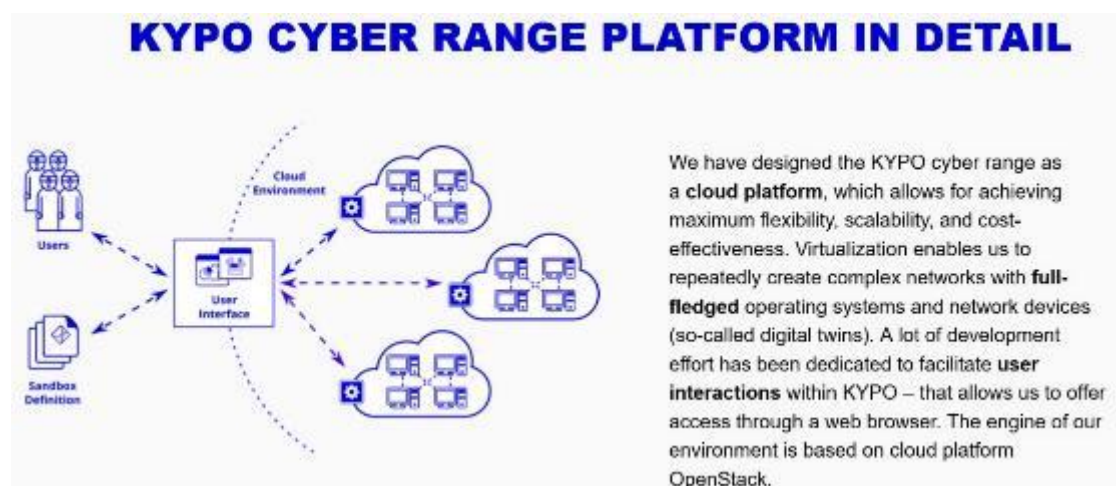 KYPO CYBER RANGE PLATFORM IN DETAIL
Users
Sandbox
Definition
User
Interface
Cloud
Environment
We have designed the KYPO cyber range as
a cloud platform, which allows for achieving
maximum flexibility, scalability, and cost-
effectiveness. Virtualization enables us to
repeatedly create complex networks with full-
fledged operating systems and network devices
(so-called digital twins). A lot of development
effort has been dedicated to facilitate user
interactions within KYPO – that allows us to offer
access through a web browser. The engine of our
environment is based on cloud platform
OpenStack.